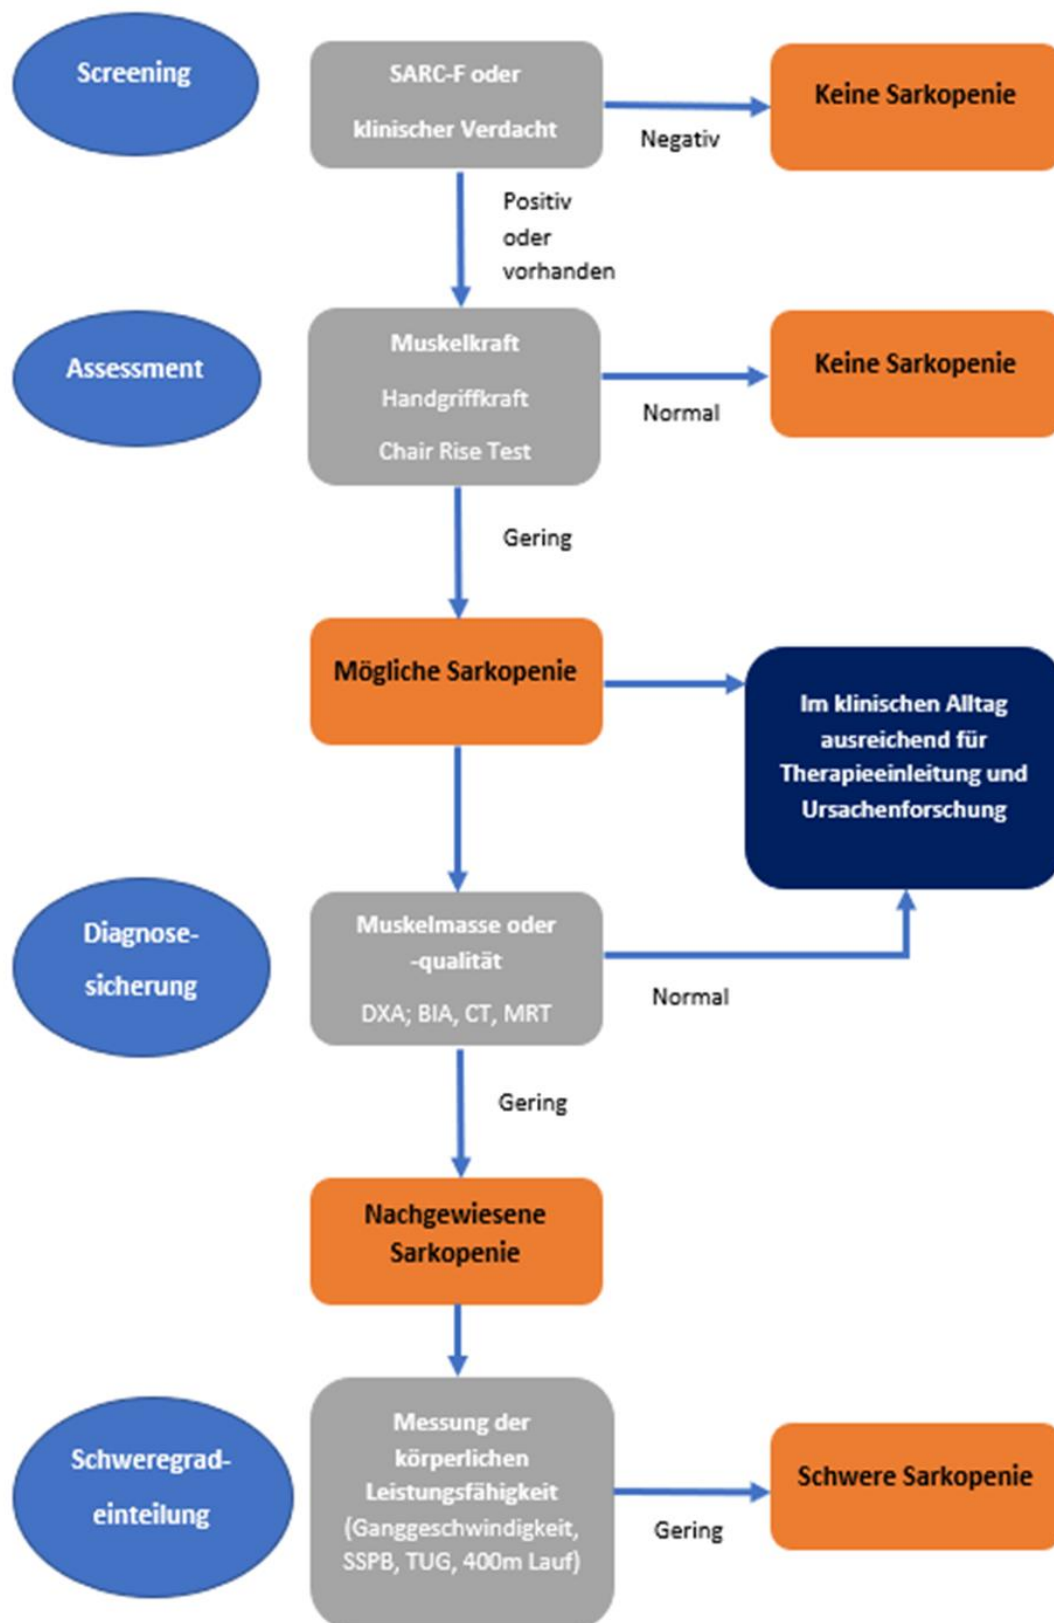 Screening
SARC-F oder
klinischer Verdacht
Negativ
Keine Sarkopenie
Positiv
oder
vorhanden
Assessment
Muskelkraft
Handgriffkraft
Chair Rise Test
Normal
Keine Sarkopenie
Gering
Mögliche Sarkopenie
Im klinischen Alltag
ausreichend für
Therapieeinleitung und
Ursachenforschung
Diagnose-
sicherung
Muskelmasse oder
-qualität
DXA; BIA, CT, MRT
Normal
Gering
Nachgewiesene
Sarkopenie
Schweregrad-
einteilung
Messung der
körperlichen
Leistungsfähigkeit
(Ganggeschwindigkeit,
SSPB, TUG, 400m Lauf)
Gering
Schwere Sarkopenie